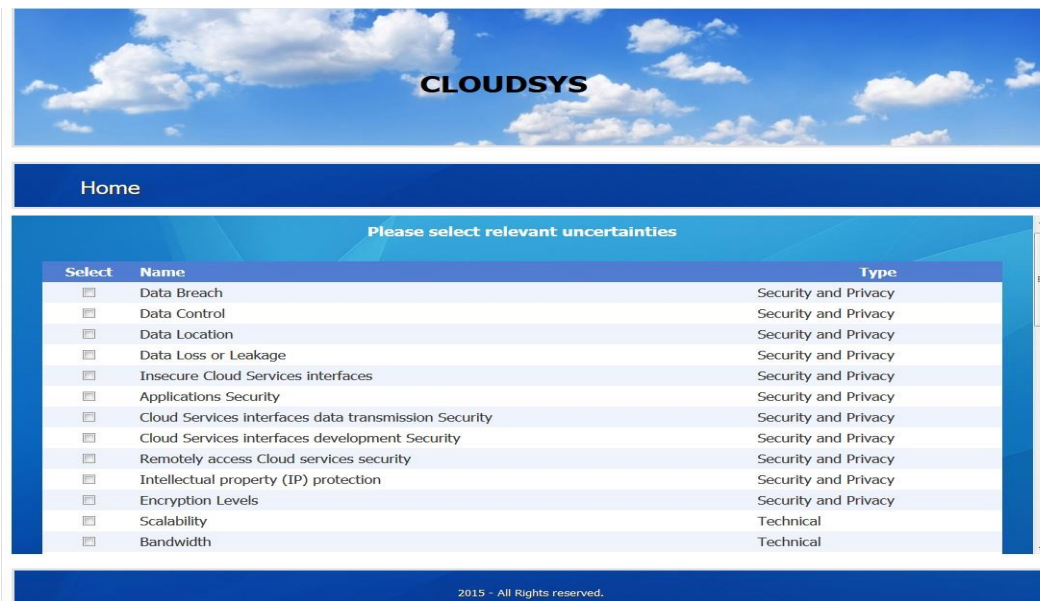 CLOUDSYS
Home
Please select relevant uncertainties
Select Name Type
Data Breach Security and Privacy
Data Control Security and Privacy
Data Location Security and Privacy
Data Loss or Leakage Security and Privacy
Insecure Cloud Services interfaces Security and Privacy
Applications Security Security and Privacy
Cloud Services interfaces data transmission Security Security and Privacy
Cloud Services interfaces development Security Security and Privacy
Remotely access Cloud services security Security and Privacy
Intellectual property (IP) protection Security and Privacy
Encryption Levels Security and Privacy
Scalability Technical
Bandwidth Technical
2015 - All Rights reserved.